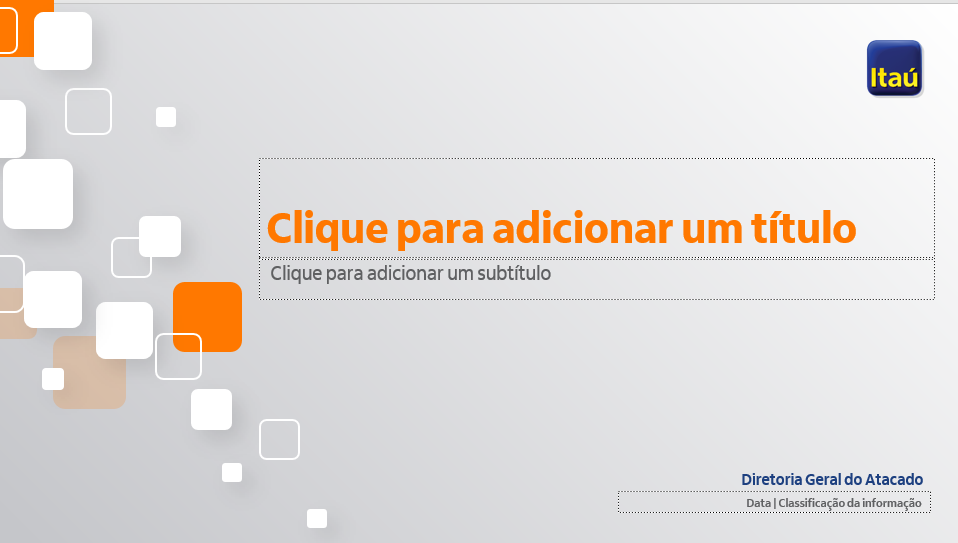 Itaú
Clique para adicionar um título
Clique para adicionar um subtítulo
Diretoria Geral do Atacado
Data | Classificação da informação